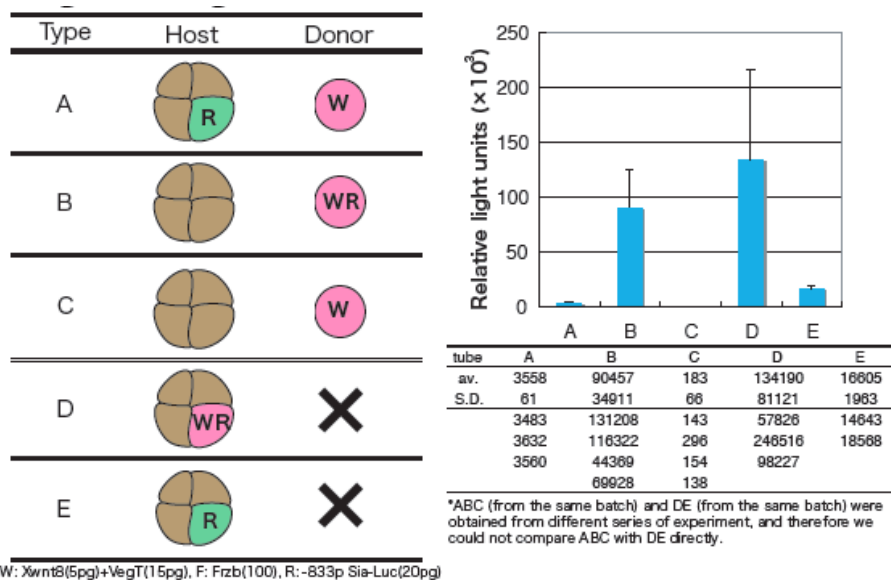 Type Host Donor
A R W
B WR
C W
D WR
E R
W: Xwnt8(5pg)+VegT(15pg), F: Frzb(100), R:-833p Sia-Luc(20pg)
Relative light units (×10³)
250
200
150
100
50
0
A B C D E
tube A B C D E
av. 3558 90457 183 134190 16605
S.D. 61 34911 66 81121 1963
3483 131208 143 57826 14643
3632 116322 296 246516 18568
3560 44369 154 98227
69928 138
*ABC (from the same batch) and DE (from the same batch) were
obtained from different series of experiment, and therefore we
could not compare ABC with DE directly.